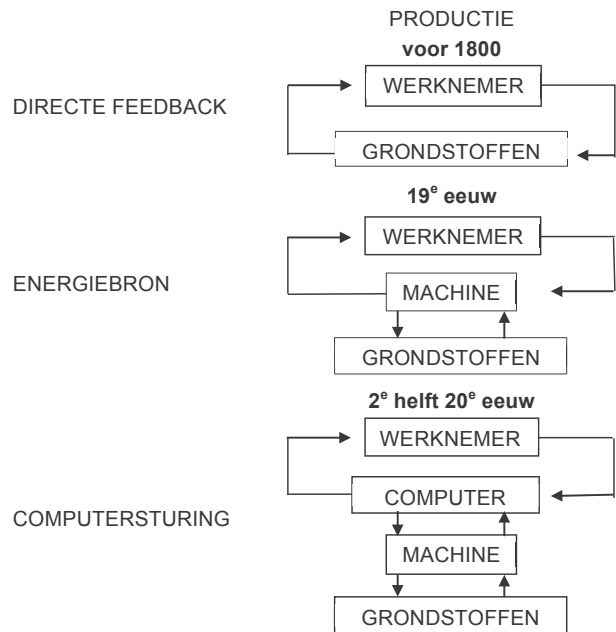 PRODUCTIE
voor 1800
WERKNEMER
DIRECTE FEEDBACK
GRONDSTOFFEN
19e eeuw
WERKNEMER
ENERGIEBRON
MACHINE
GRONDSTOFFEN
2e helft 20e eeuw
WERKNEMER
COMPUTER
COMPUTERSTURING
MACHINE
GRONDSTOFFEN